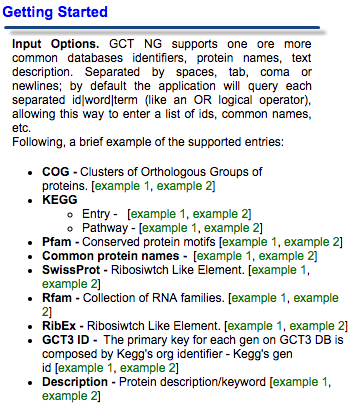 Getting Started
Input Options. GCT NG supports one ore more
common databases identifiers, protein names, text
description. Separated by spaces, tab, coma or
newlines; by default the application will query each
separated id|word|term (like an OR logical operator),
allowing this way to enter a list of ids, common names,
etc.
Following, a brief example of the supported entries:
• COG - Clusters of Orthologous Groups of
proteins. [example 1, example 2]
• KEGG
○ Entry - [example 1, example 2]
○ Pathway - [example 1, example 2]
• Pfam - Conserved protein motifs [example 1, example 2]
• Common protein names - [example 1, example 2]
• SwissProt - Ribosiwtch Like Element. [example 1,
example 2]
• Rfam - Collection of RNA families. [example 1, example
2]
• RibEx - Ribosiwtch Like Element. [example 1, example 2]
• GCT3 ID - The primary key for each gen on GCT3 DB is
composed by Kegg's org identifier - Kegg's gen
id [example 1, example 2]
• Description - Protein description/keyword [example 1,
example 2]